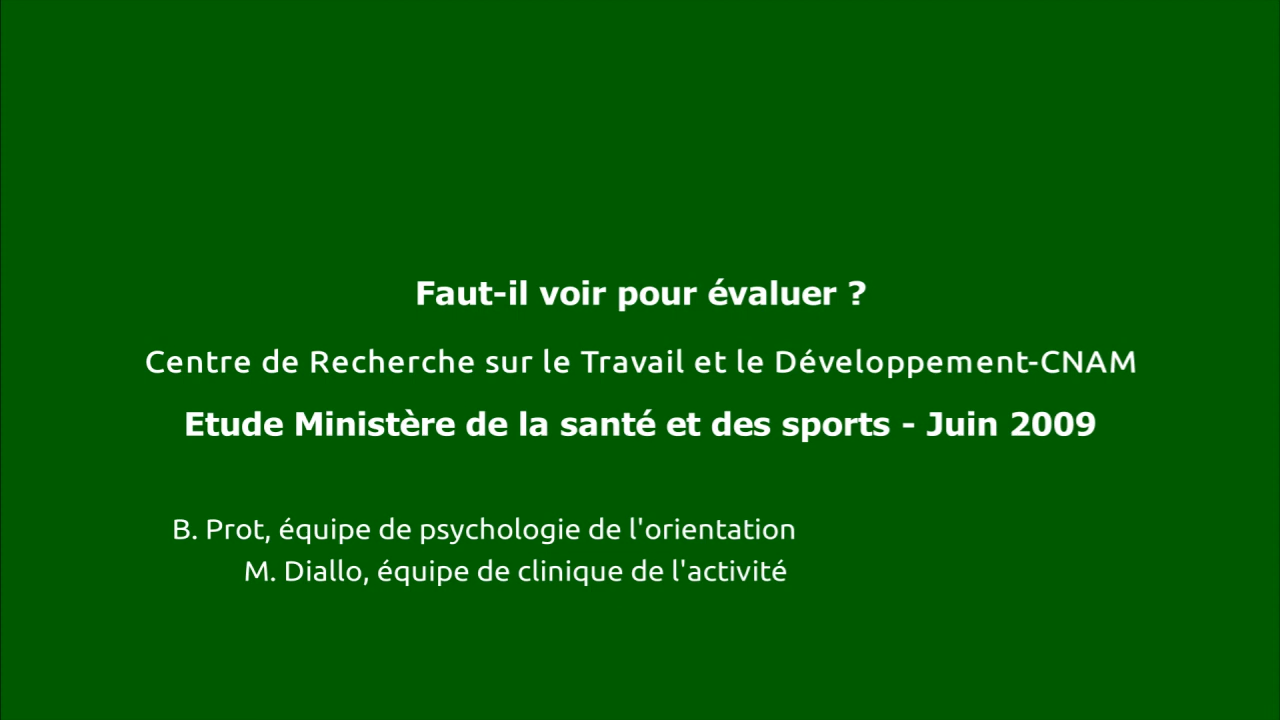 Faut-il voir pour évaluer ?
Centre de Recherche sur le Travail et le Développement-CNAM
Etude Ministère de la santé et des sports - Juin 2009
B. Prot, équipe de psychologie de l'orientation
M. Diallo, équipe de clinique de l'activité